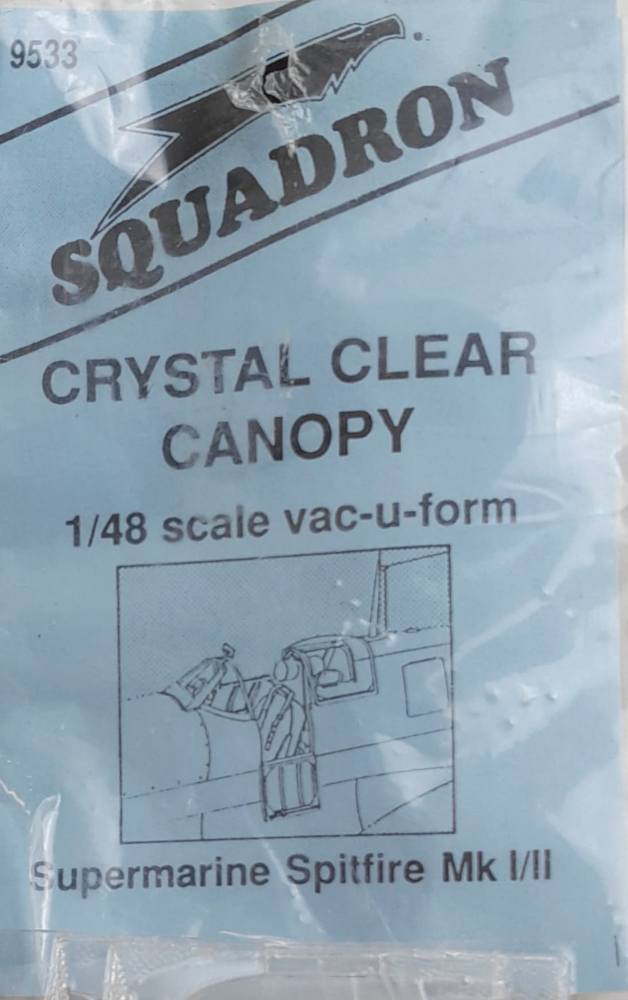 9533
SQUADRON
CRYSTAL CLEAR
CANOPY
1/48 scale vac-u-form
Supermarine Spitfire Mk I/II